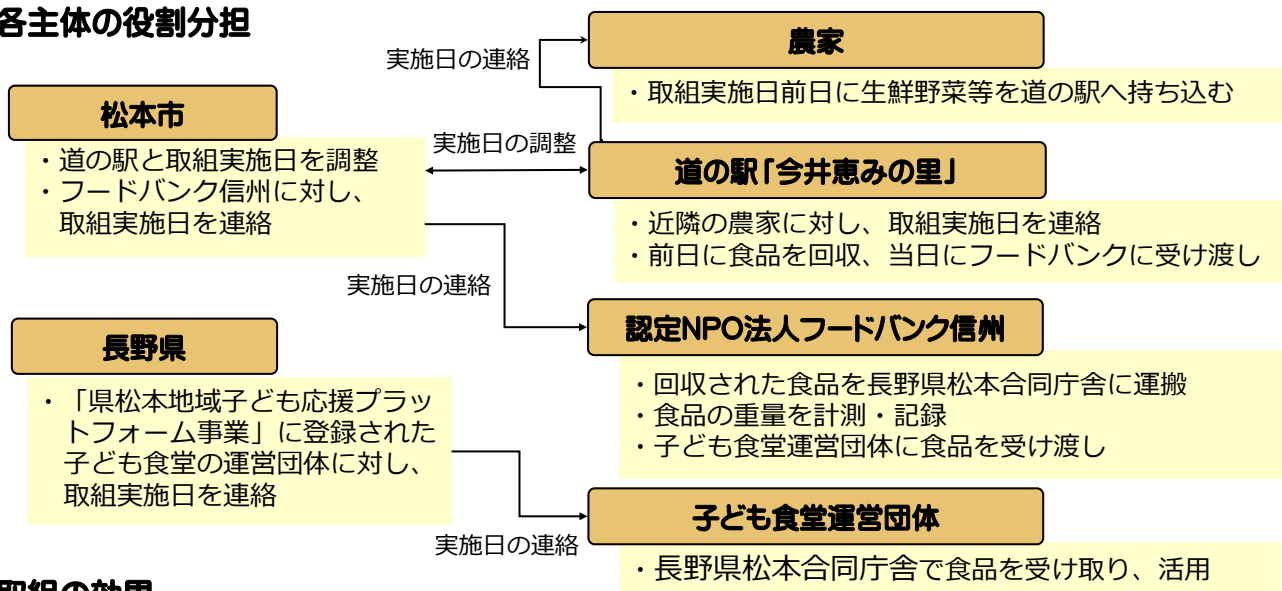 各主体の役割分担
松本市
・道の駅と取組実施日を調整
・フードバンク信州に対し、
取組実施日を連絡
長野県
・「県松本地域子ども応援プラッ
トフォーム事業」に登録された
子ども食堂の運営団体に対し、
取組実施日を連絡
実施日の連絡
実施日の調整
実施日の連絡
実施日の連絡
農家
・取組実施日前日に生鮮野菜等を道の駅へ持ち込む
道の駅「今井恵みの里」
・近隣の農家に対し、取組実施日を連絡
・前日に食品を回収、当日にフードバンクに受け渡し
認定NPO法人フードバンク信州
・回収された食品を長野県松本合同庁舎に運搬
・食品の重量を計測・記録
・子ども食堂運営団体に食品を受け渡し
子ども食堂運営団体
・長野県松本合同庁舎で食品を受け取り、活用
取組の効果